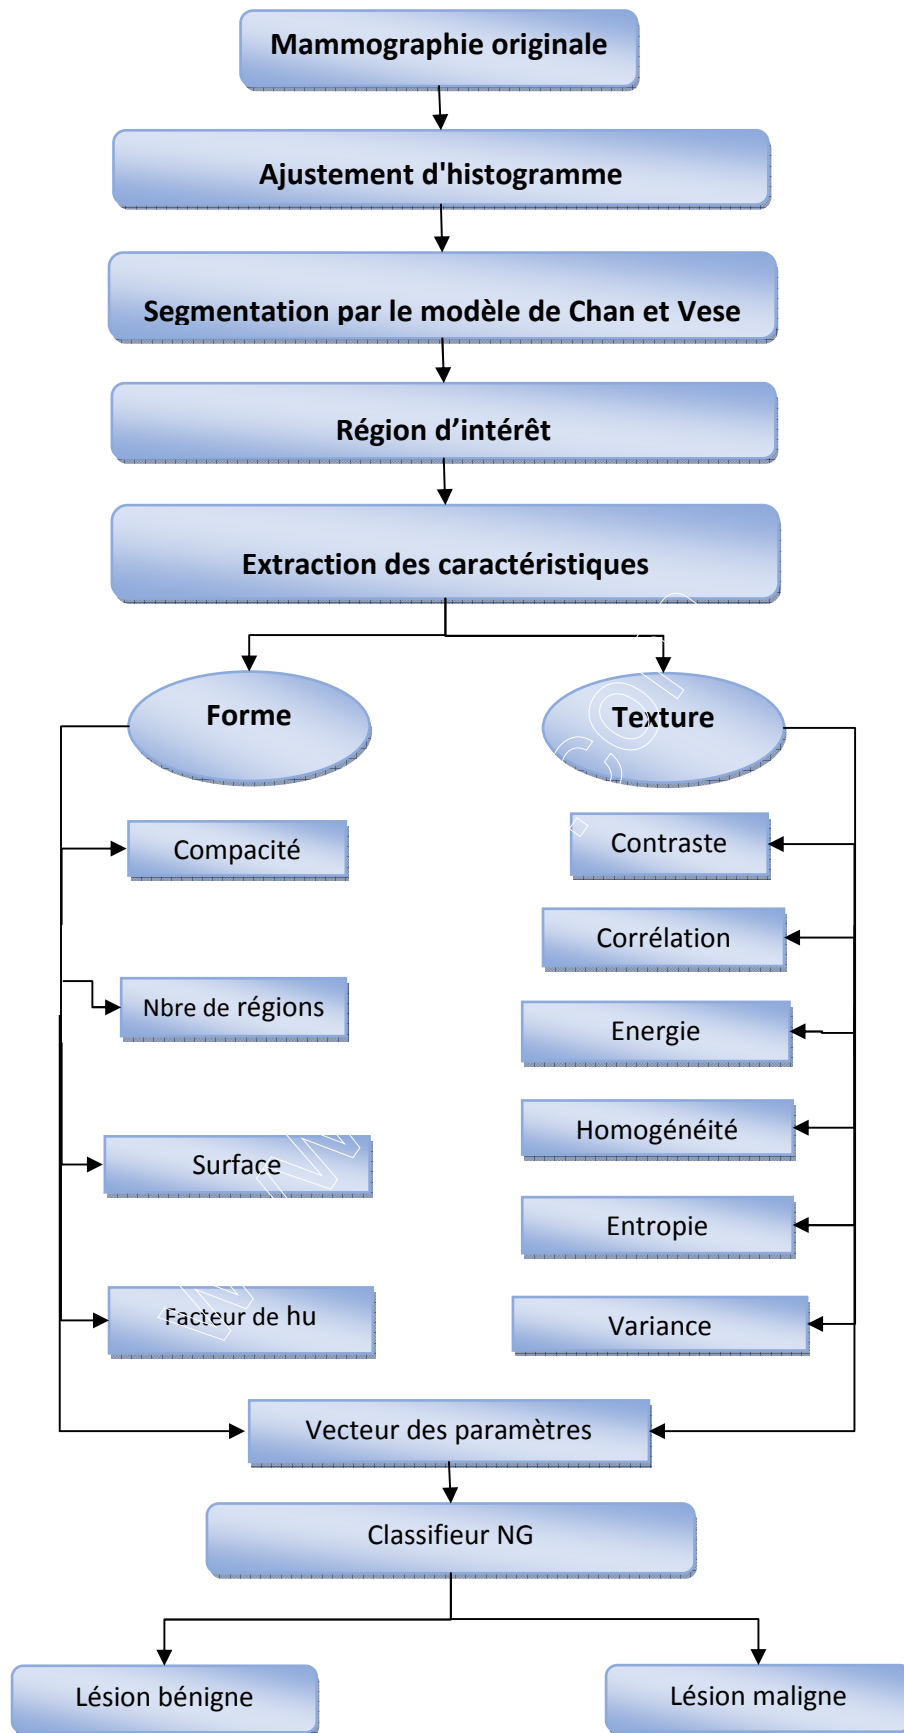 Mammographie originale
Ajustement d'histogramme
Segmentation par le modèle de Chan et Vese
Région d’intérêt
Extraction des caractéristiques
Forme
Texture
Compacité
Contraste
Corrélation
Nbre de régions
Energie
Homogénéité
Surface
Entropie
Facteur de hu
Variance
Vecteur des paramètres
Classifieur NG
Lésion bénigne
Lésion maligne